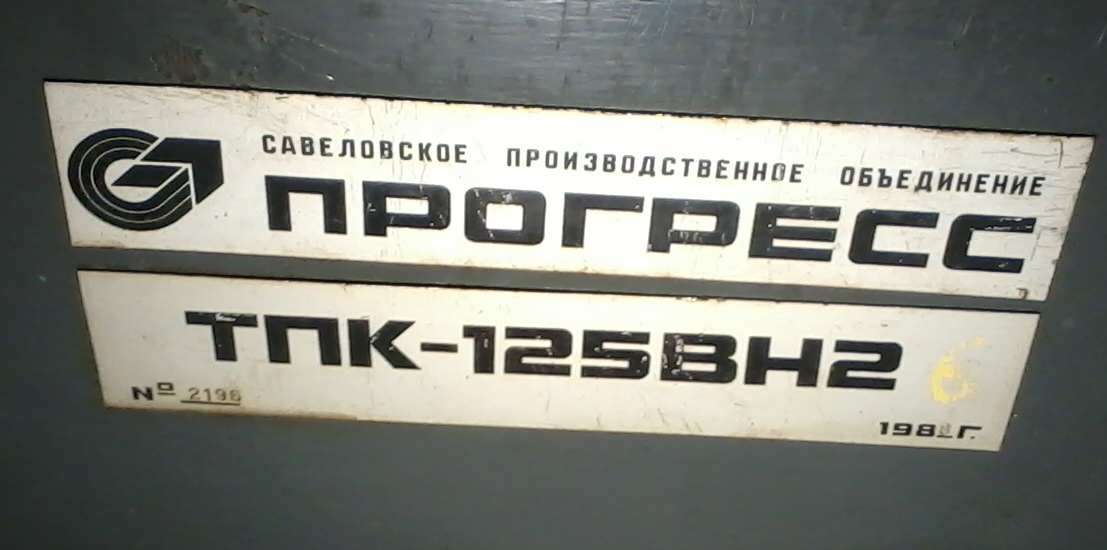 САВЕЛОВСКОЕ ПРОИЗВОДСТВЕННОЕ ОБЪЕДИНЕНИЕ
ПРОГРЕСС
ТПК-125ВН2
№ 2196